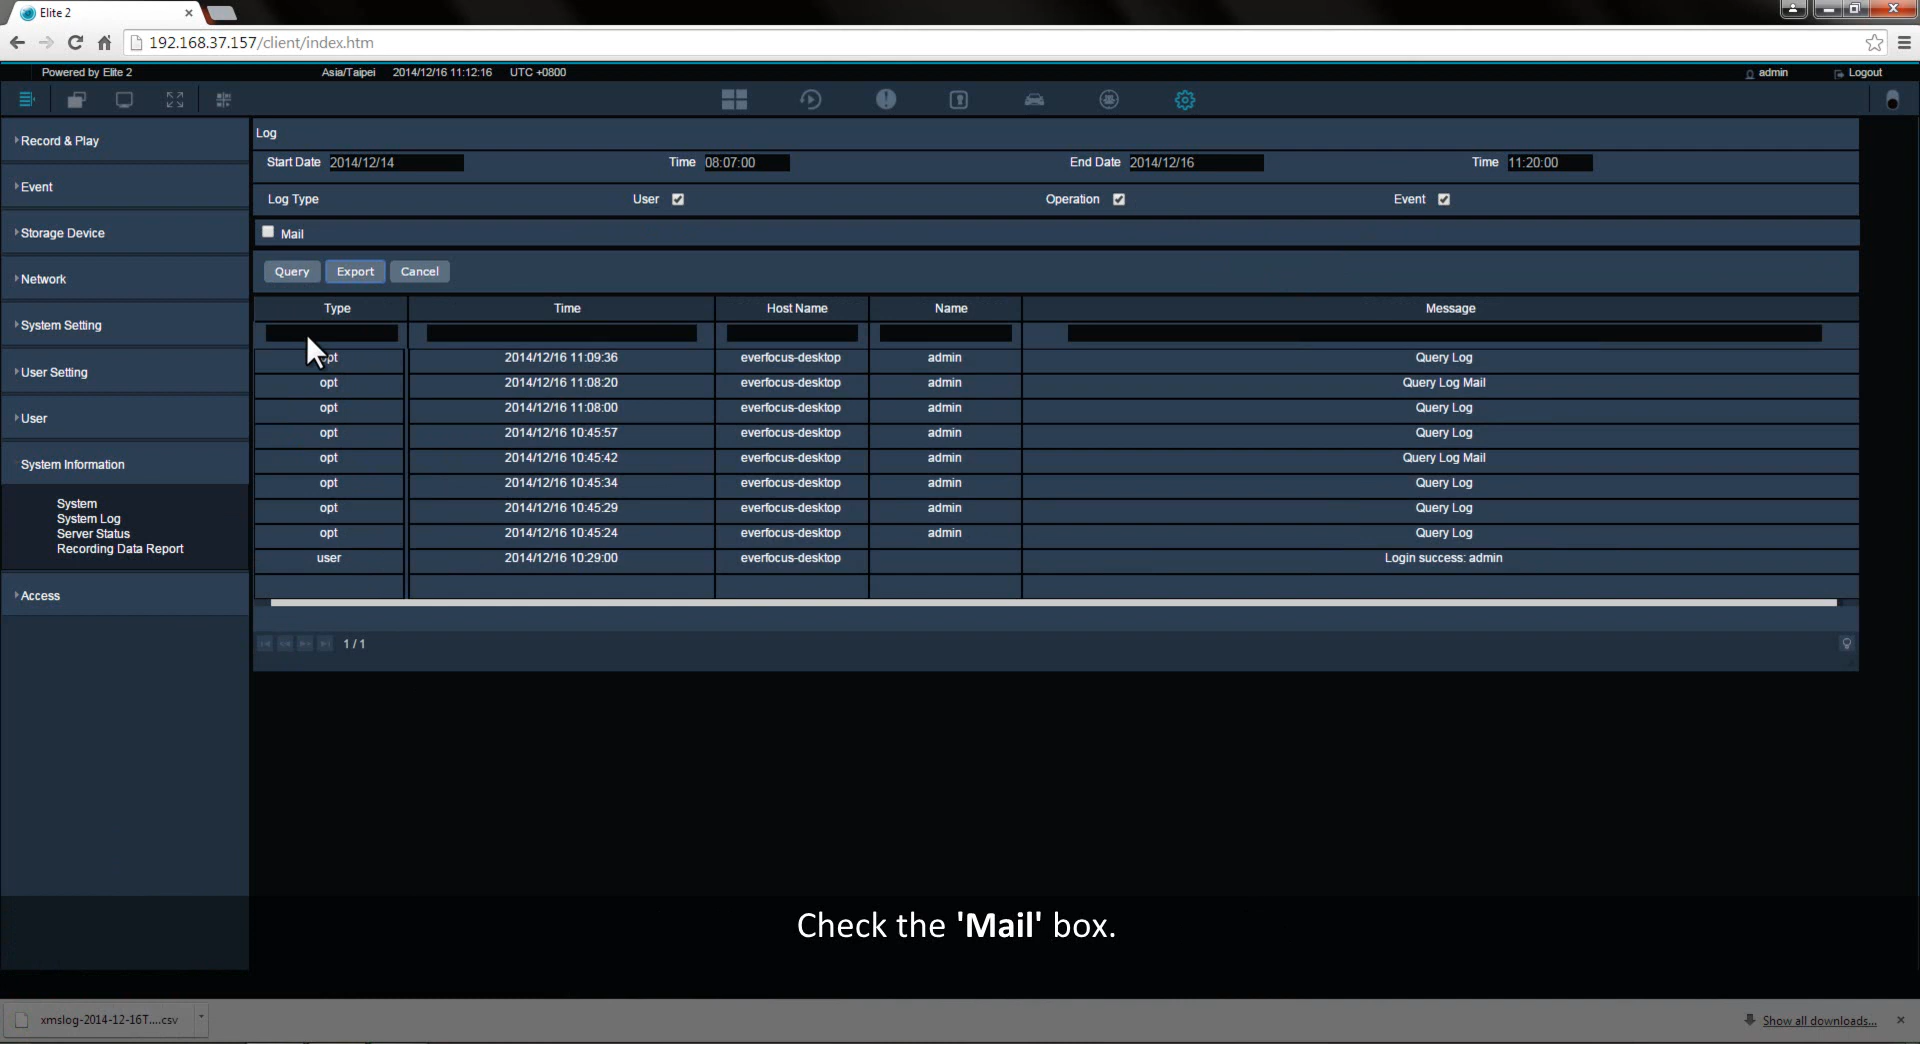 Elite 2
192.168.37.157/client/index.htm
Powered by Elite 2 Asia/Taipei 2014/12/16 11:12:16 UTC +0800 admin Logout
Record & Play
Event
Storage Device
Network
System Setting
User Setting
User
System Information
System
System Log
Server Status
Recording Data Report
Access
Log
Start Date 2014/12/14 Time 08:07:00 End Date 2014/12/16 Time 11:20:00
Log Type User Operation Event
Mail
Query Export Cancel
Type Time Host Name Name Message
opt 2014/12/16 11:09:36 everfocus-desktop admin Query Log
opt 2014/12/16 11:08:20 everfocus-desktop admin Query Log Mail
opt 2014/12/16 11:08:00 everfocus-desktop admin Query Log
opt 2014/12/16 10:45:57 everfocus-desktop admin Query Log
opt 2014/12/16 10:45:42 everfocus-desktop admin Query Log Mail
opt 2014/12/16 10:45:34 everfocus-desktop admin Query Log
opt 2014/12/16 10:45:29 everfocus-desktop admin Query Log
opt 2014/12/16 10:45:24 everfocus-desktop admin Query Log
user 2014/12/16 10:29:00 everfocus-desktop Login success: admin
1 / 1
Check the 'Mail' box.
xmslog-2014-12-16T....csv Show all downloads...